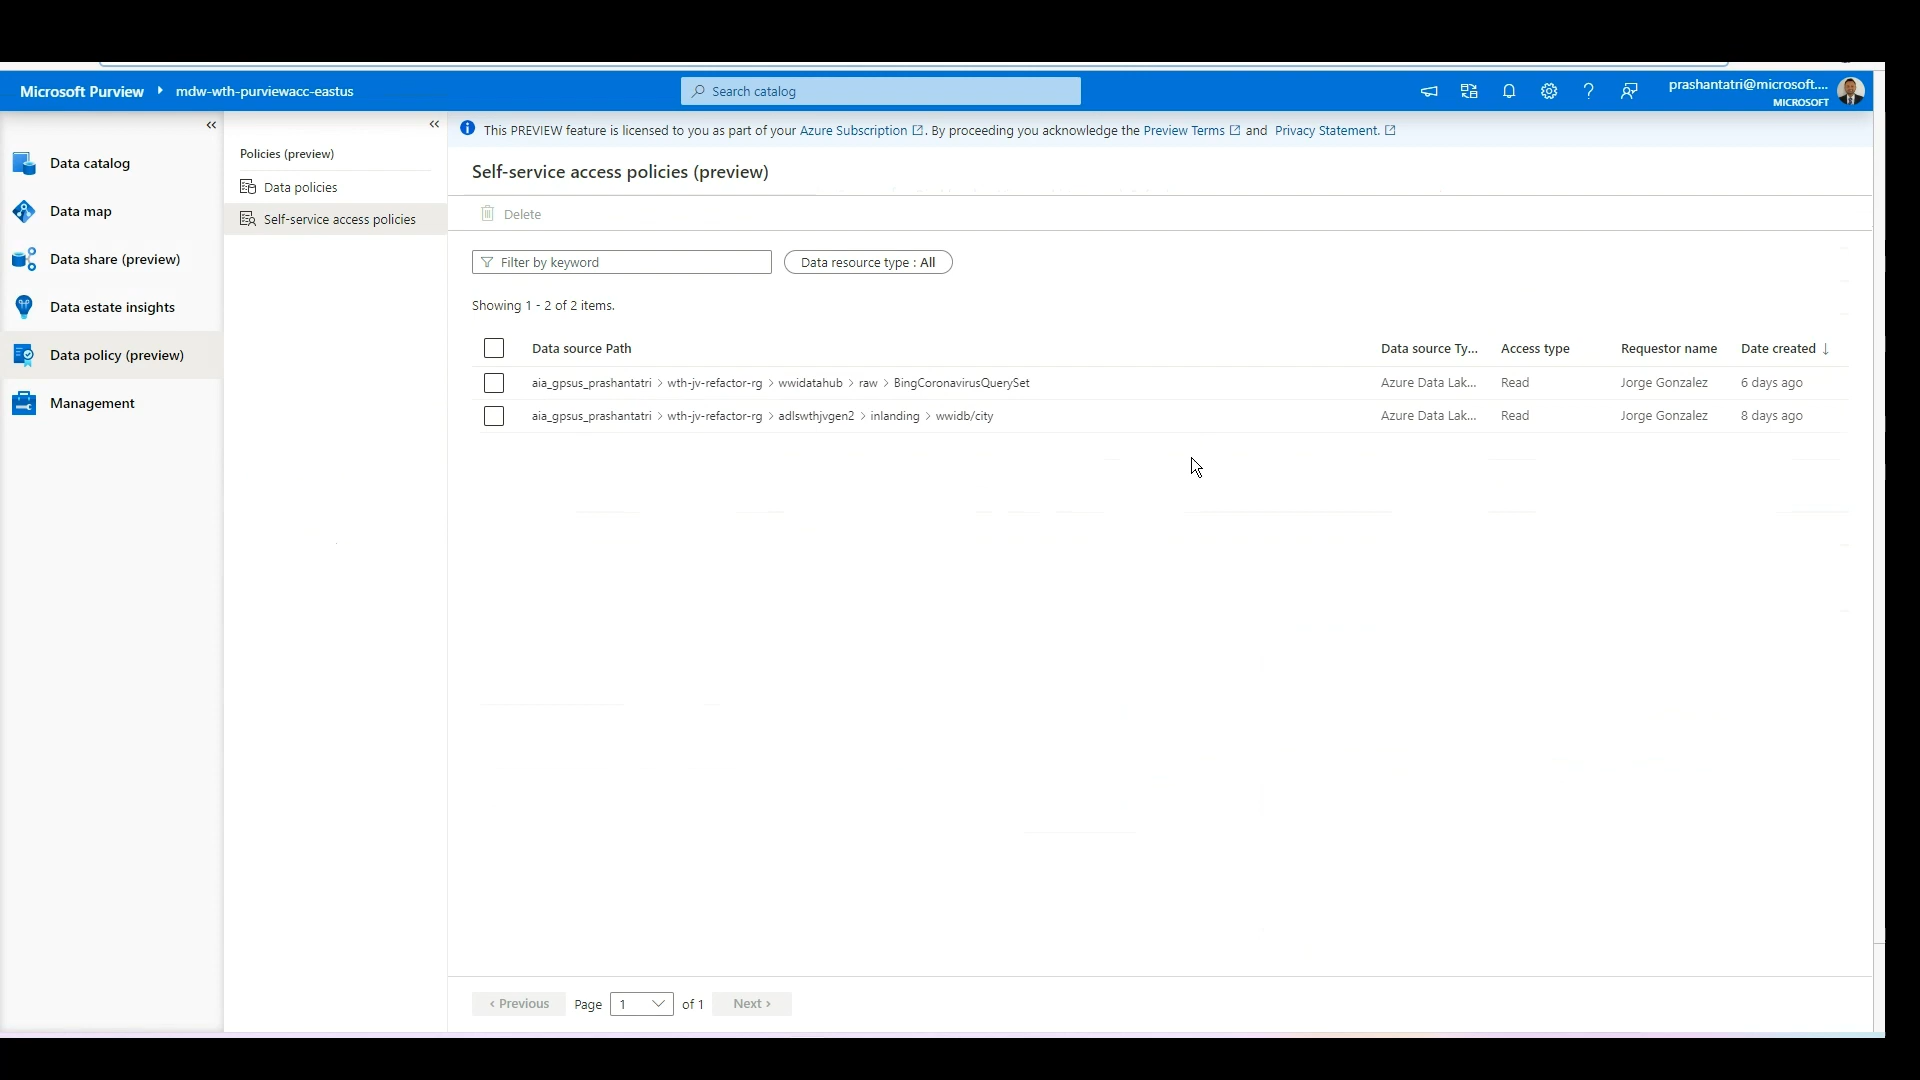 Microsoft Purview mdw-wth-purviewacc-eastus
Search catalog
prashantatri@microsoft....
MICROSOFT
Data catalog
Data map
Data share (preview)
Data estate insights
Data policy (preview)
Management
Policies (preview)
Data policies
Self-service access policies
This PREVIEW feature is licensed to you as part of your Azure Subscription. By proceeding you acknowledge the Preview Terms and Privacy Statement.
Self-service access policies (preview)
Delete
Filter by keyword
Data resource type : All
Showing 1 - 2 of 2 items.
Data source Path Data source Ty... Access type Requestor name Date created ↓
aia_gpsus_prashantatri > wth-jv-refactor-rg > wwidatahub > raw > BingCoronavirusQuerySet Azure Data Lak... Read Jorge Gonzalez 6 days ago
aia_gpsus_prashantatri > wth-jv-refactor-rg > adlswthjvgen2 > inlanding > wwidb/city Azure Data Lak... Read Jorge Gonzalez 8 days ago
‹ Previous Page 1 of 1 Next ›